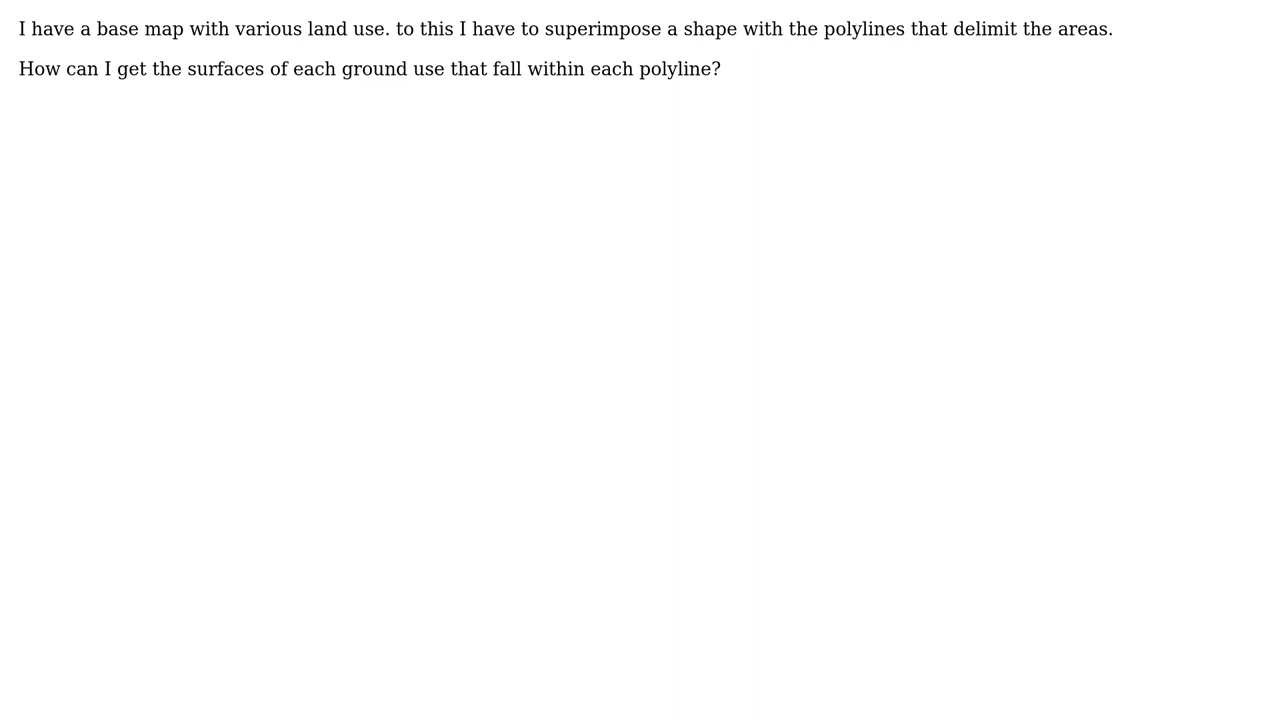 I have a base map with various land use. to this I have to superimpose a shape with the polylines that delimit the areas.
How can I get the surfaces of each ground use that fall within each polyline?